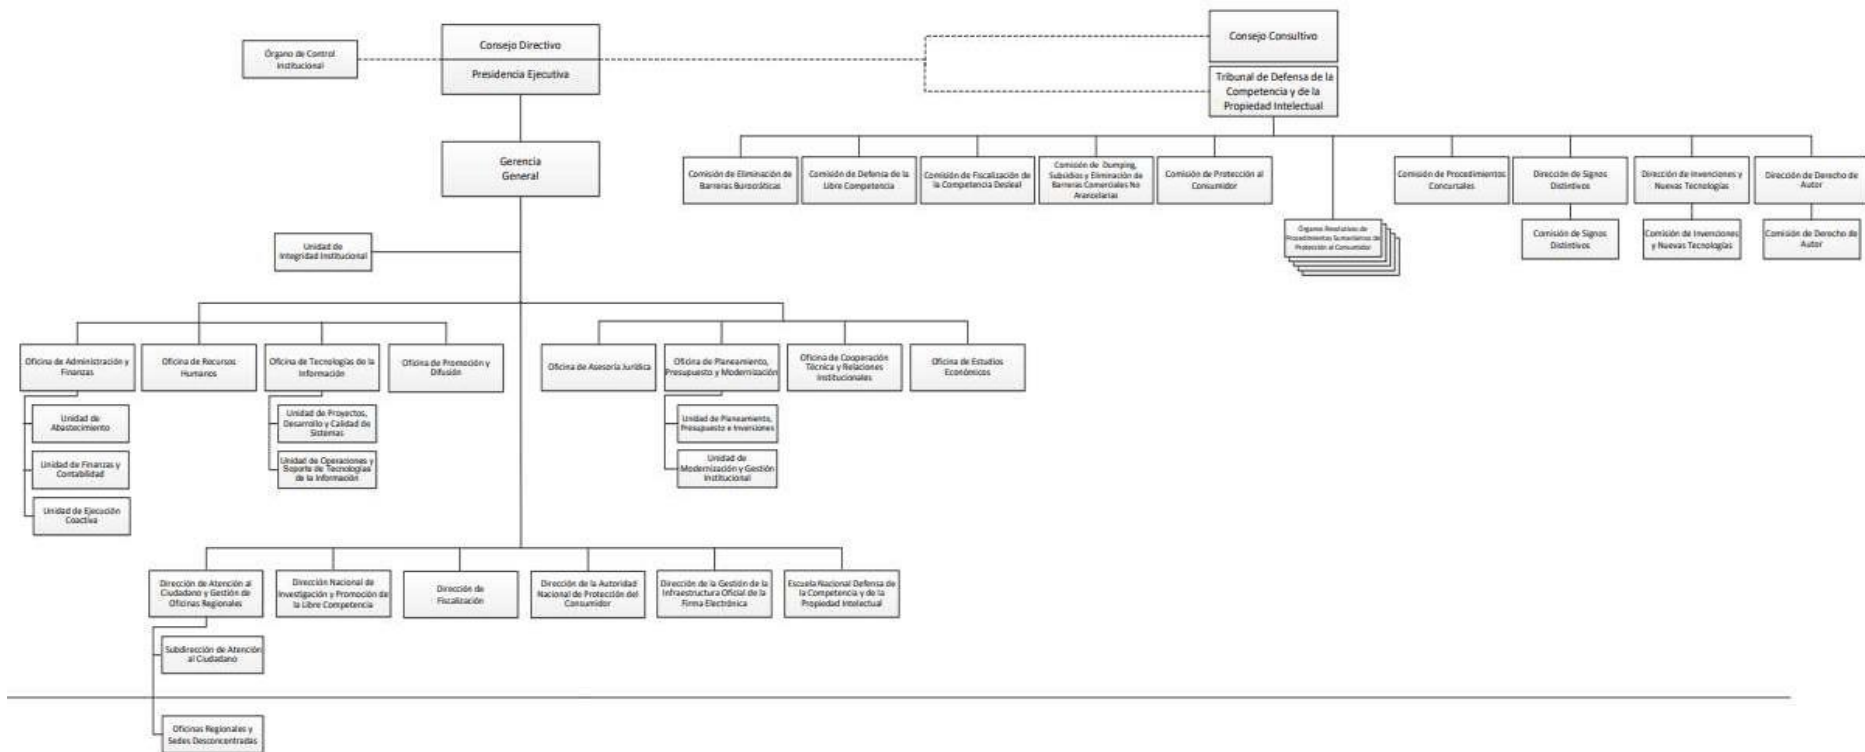 Órgano de Control
Institucional
Consejo Directivo
Presidencia Ejecutiva
Consejo Consultivo
Tribunal de Defensa de la
Competencia y de la
Propiedad Intelectual
Gerencia
General
Comisión de Eliminación de
Barreras Burocráticas
Comisión de Defensa de la
Libre Competencia
Comisión de Fiscalización de
la Competencia Desleal
Comisión de Dumping,
Subsidios y Eliminación de
Barreras Comerciales No
Arancelarias
Comisión de Protección al
Consumidor
Órganos Resolutivos de
Procedimientos Sumarísimos de
Protección al Consumidor
Comisión de Procedimientos
Concursales
Dirección de Signos
Distintivos
Dirección de Invenciones y
Nuevas Tecnologías
Dirección de Derecho de
Autor
Comisión de Signos
Distintivos
Comisión de Invenciones
y Nuevas Tecnologías
Comisión de Derecho de
Autor
Unidad de
Integridad Institucional
Oficina de Administración y
Finanzas
Oficina de Recursos
Humanos
Oficina de Tecnologías de la
Información
Oficina de Promoción y
Difusión
Oficina de Asesoría Jurídica
Oficina de Planeamiento,
Presupuesto y Modernización
Oficina de Cooperación
Técnica y Relaciones
Institucionales
Oficina de Estudios
Económicos
Unidad de
Abastecimiento
Unidad de Finanzas y
Contabilidad
Unidad de Ejecución
Coactiva
Unidad de Proyectos,
Desarrollo y Calidad de
Sistemas
Unidad de Operaciones y
Soporte de Tecnologías
de la Información
Unidad de Planeamiento,
Presupuesto e Inversiones
Unidad de
Modernización y Gestión
Institucional
Dirección de Atención al
Ciudadano y Gestión de
Oficinas Regionales
Dirección Nacional de
Investigación y Promoción de
la Libre Competencia
Dirección de
Fiscalización
Dirección de la Autoridad
Nacional de Protección del
Consumidor
Dirección de la Gestión de la
Infraestructura Oficial de la
Firma Electrónica
Escuela Nacional Defensa de
la Competencia y de la
Propiedad Intelectual
Subdirección de Atención
al Ciudadano
Oficinas Regionales y
Sedes Desconcentradas